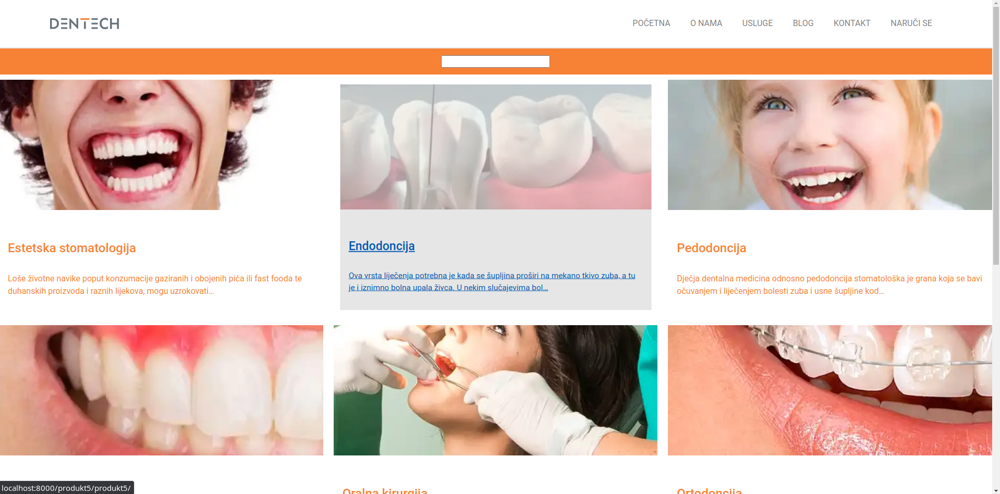 DENTECH
POČETNA O NAMA USLUGE BLOG KONTAKT NARUČI SE
Estetska stomatologija
Loše životne navike poput konzumacije gaziranih i obojenih pića ili fast fooda te
duhanskih proizvoda i raznih lijekova, mogu uzrokovati...
Endodoncija
Ova vrsta liječenja potrebna je kada se šupljina proširi na mekano tkivo zuba, a tu
je i iznimno bolna upala živca. U nekim slučajevima bol...
Pedodoncija
Dječja dentalna medicina odnosno pedodoncija stomatološka je grana koja se bavi
očuvanjem i liječenjem bolesti zuba i usne šupljine kod...
Oralna kirurgija
Ortodoncija
localhost:8000/produkt5/produkt5/